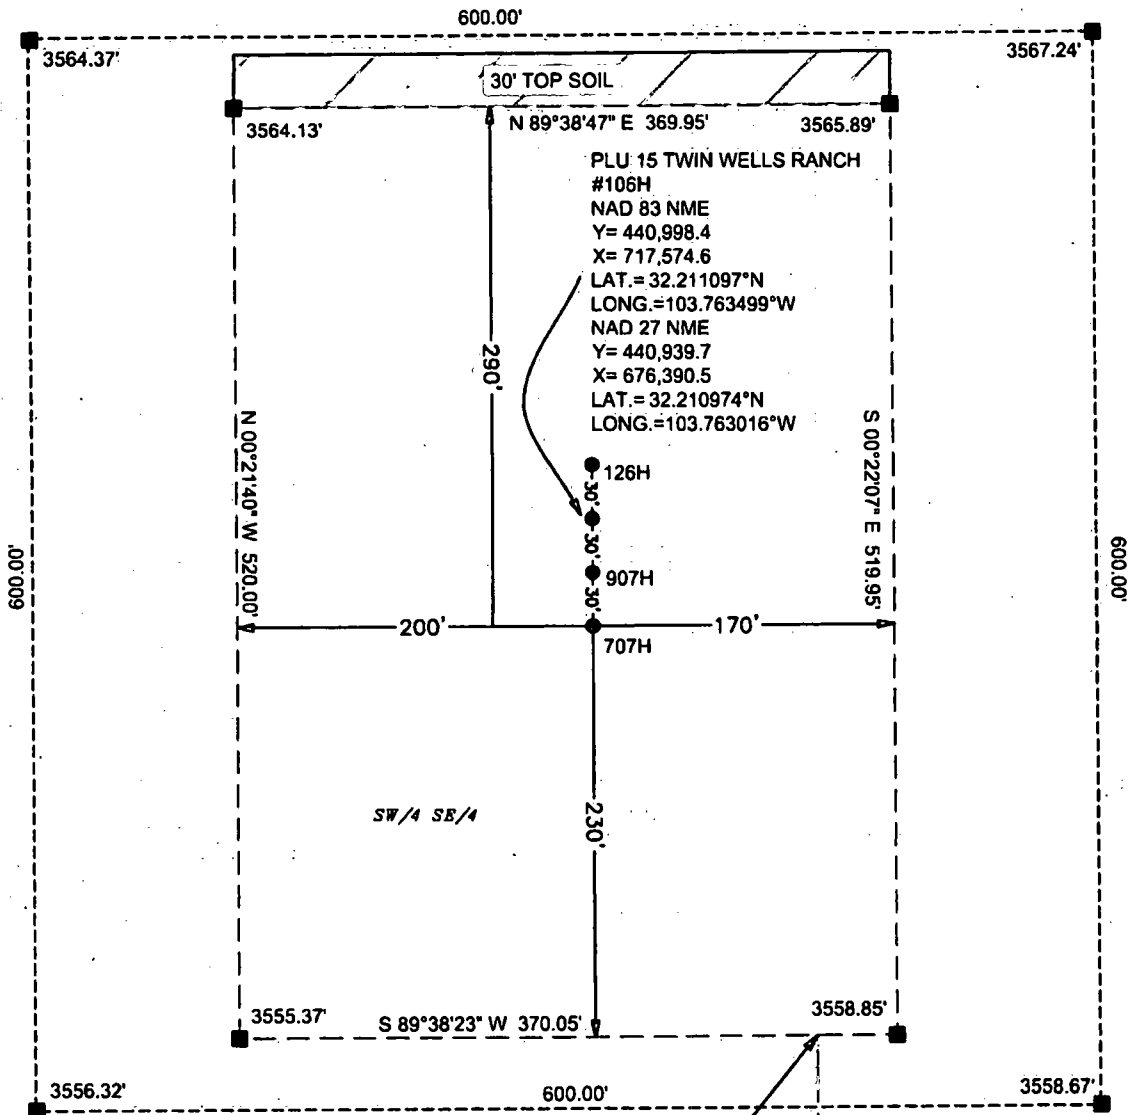 600.00'
3564.37'
3567.24'
30' TOP SOIL
3564.13'
N 89°38'47" E 369.95'
3565.89'
PLU 15 TWIN WELLS RANCH
#106H
NAD 83 NME
Y= 440,998.4
X= 717,574.6
LAT.= 32.211097°N
LONG.=103.763499°W
NAD 27 NME
Y= 440,939.7
X= 676,390.5
LAT.= 32.210974°N
LONG.=103.763016°W
290'
N 00°21'40" W 520.00'
S 00°22'07" E 519.95'
126H
30'
30'
907H
30'
600.00'
600.00'
200'
170'
707H
SW/4 SE/4
230'
3555.37'
S 89°38'23" W 370.05'
3558.85'
3556.32'
600.00'
3558.67'